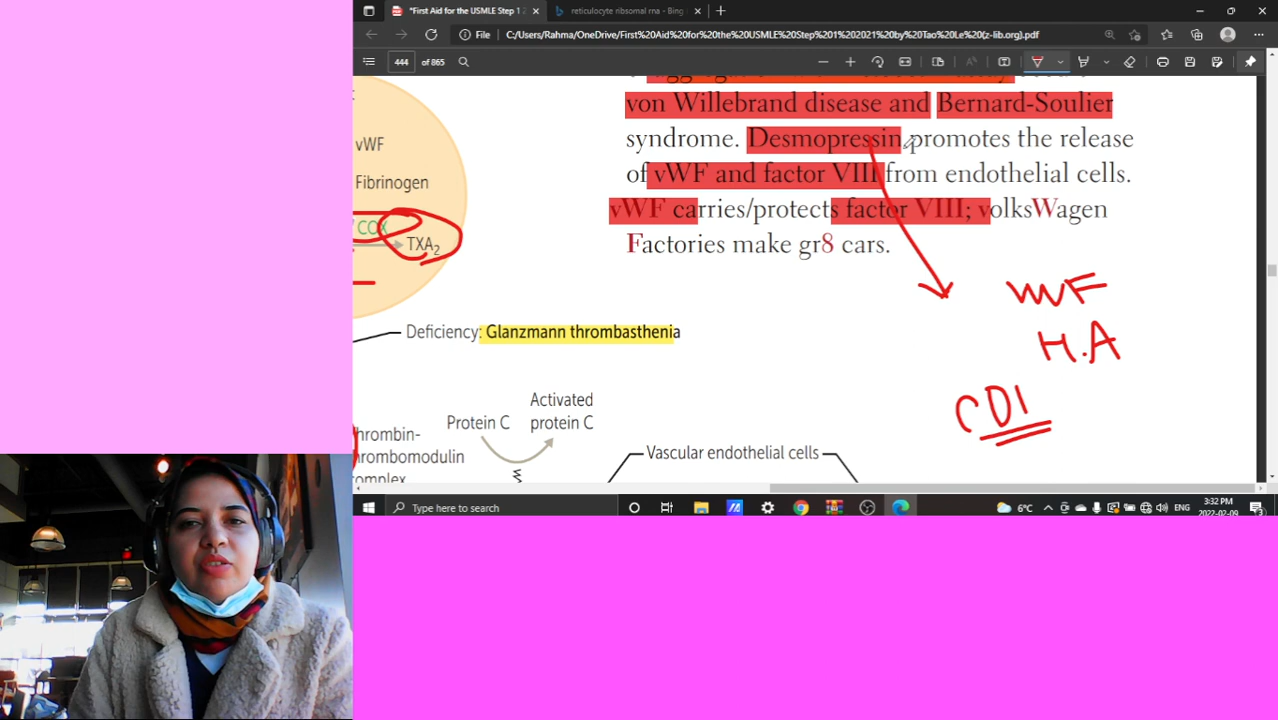 *First Aid for the USMLE Step 1 2
reticulocyte ribsomal rna - Bing
File
C:/Users/Rahma/OneDrive/First%20Aid%20for%20the%20USMLE%20Step%201%202021%20by%20Tao%20Le%20(z-lib.org).pdf
444 of 865
von Willebrand disease and Bernard-Soulier
syndrome. Desmopressin promotes the release
of vWF and factor VIII from endothelial cells.
vWF carries/protects factor VIII; volksWagen
Factories make gr8 cars.
vWF
Fibrinogen
COX
TXA2
vWF
H.A
CDI
Deficiency: Glanzmann thrombasthenia
Protein C
Activated
protein C
hrombin-
hrombomodulin
complex
Vascular endothelial cells
Type here to search
6°C
ENG
3:32 PM
2022-02-09